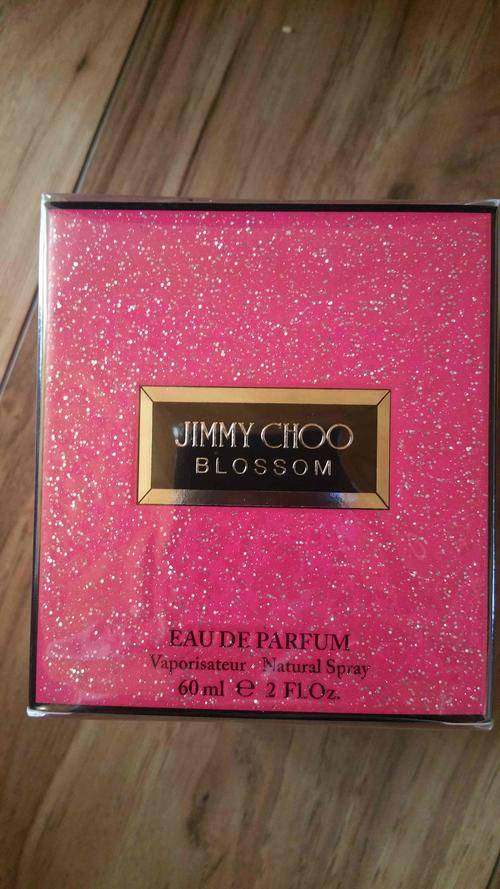 JIMMY CHOO
BLOSSOM
EAU DE PARFUM
Vaporisateur · Natural Spray
60 ml ℮ 2 Fl.Oz.